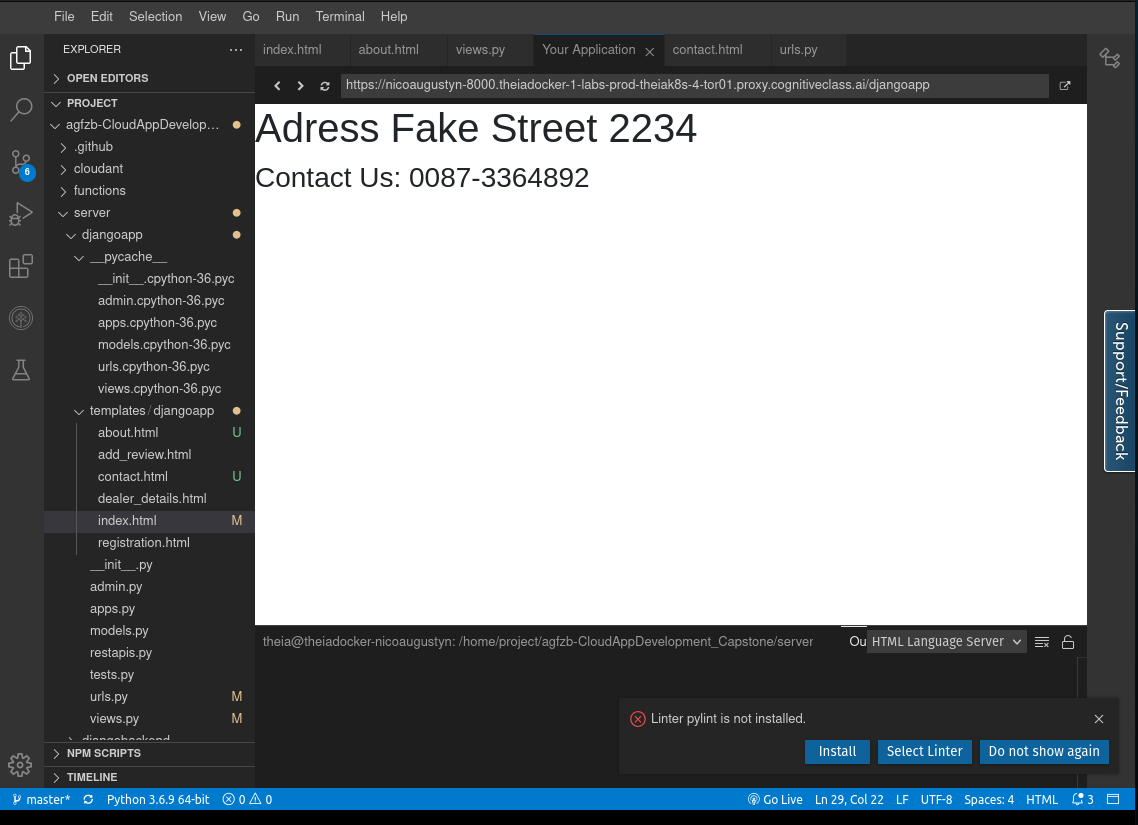 File Edit Selection View Go Run Terminal Help
EXPLORER
index.html about.html views.py Your Application contact.html urls.py
OPEN EDITORS
https://nicoaugustyn-8000.theiadocker-1-labs-prod-theiak8s-4-tor01.proxy.cognitiveclass.ai/djangoapp
PROJECT
agfzb-CloudAppDevelop...
.github
cloudant
functions
6
server
djangoapp
__pycache__
__init__.cpython-36.pyc
admin.cpython-36.pyc
apps.cpython-36.pyc
models.cpython-36.pyc
urls.cpython-36.pyc
views.cpython-36.pyc
templates/djangoapp
about.html U
add_review.html
contact.html U
dealer_details.html
index.html M
registration.html
__init__.py
admin.py
apps.py
models.py
restapis.py
tests.py
urls.py M
views.py M
djangobackend
NPM SCRIPTS
TIMELINE
Adress Fake Street 2234
Contact Us: 0087-3364892
Support/Feedback
theia@theiadocker-nicoaugustyn: /home/project/agfzb-CloudAppDevelopment_Capstone/server Ou HTML Language Server
Linter pylint is not installed.
Install Select Linter Do not show again
master* Python 3.6.9 64-bit 0 0 Go Live Ln 29, Col 22 LF UTF-8 Spaces: 4 HTML 3